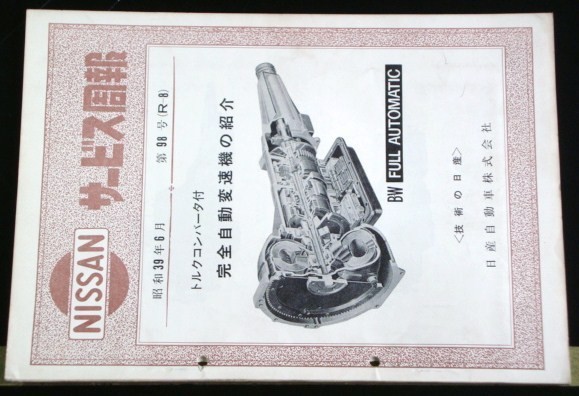 NISSAN
サービス周報
昭和39年6月 第98号(R-8)
トルクコンバータ付
完全自動変速機の紹介
BW FULL AUTOMATIC
<技術の日産>
日産自動車株式会社